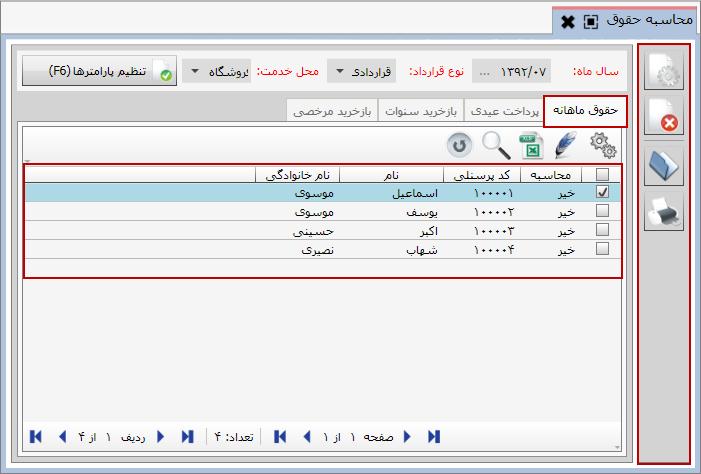 محاسبه حقوق
سال ماه: ۱۳۹۲/۰۷ ... نوع قرارداد: قراردادی محل خدمت: فروشگاه تنظیم پارامترها (F6)
حقوق ماهانه پرداخت عیدی بازخرید سنوات بازخرید مرخصی
محاسبه کد پرسنلی نام نام خانوادگی
خیر ۱۰۰۰۰۱ اسماعیل موسوی
خیر ۱۰۰۰۰۲ یوسف موسوی
خیر ۱۰۰۰۰۳ اکبر حسینی
خیر ۱۰۰۰۰۴ شهاب نصیری
صفحه ۱ از ۱ تعداد: ۴ ردیف ۱ از ۴